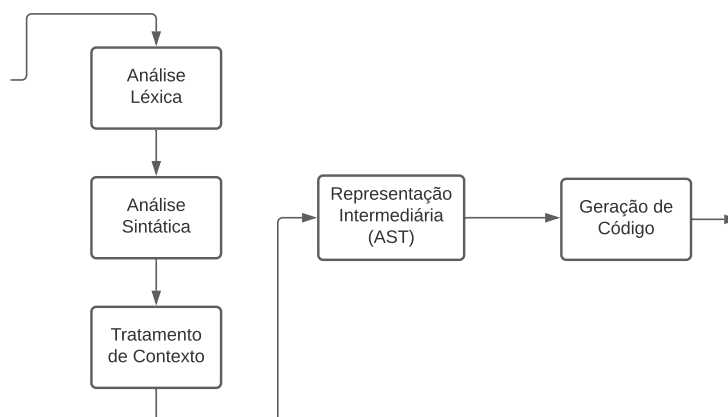 Análise
Léxica
Análise
Sintática
Tratamento
de Contexto
Representação
Intermediária
(AST)
Geração de
Código